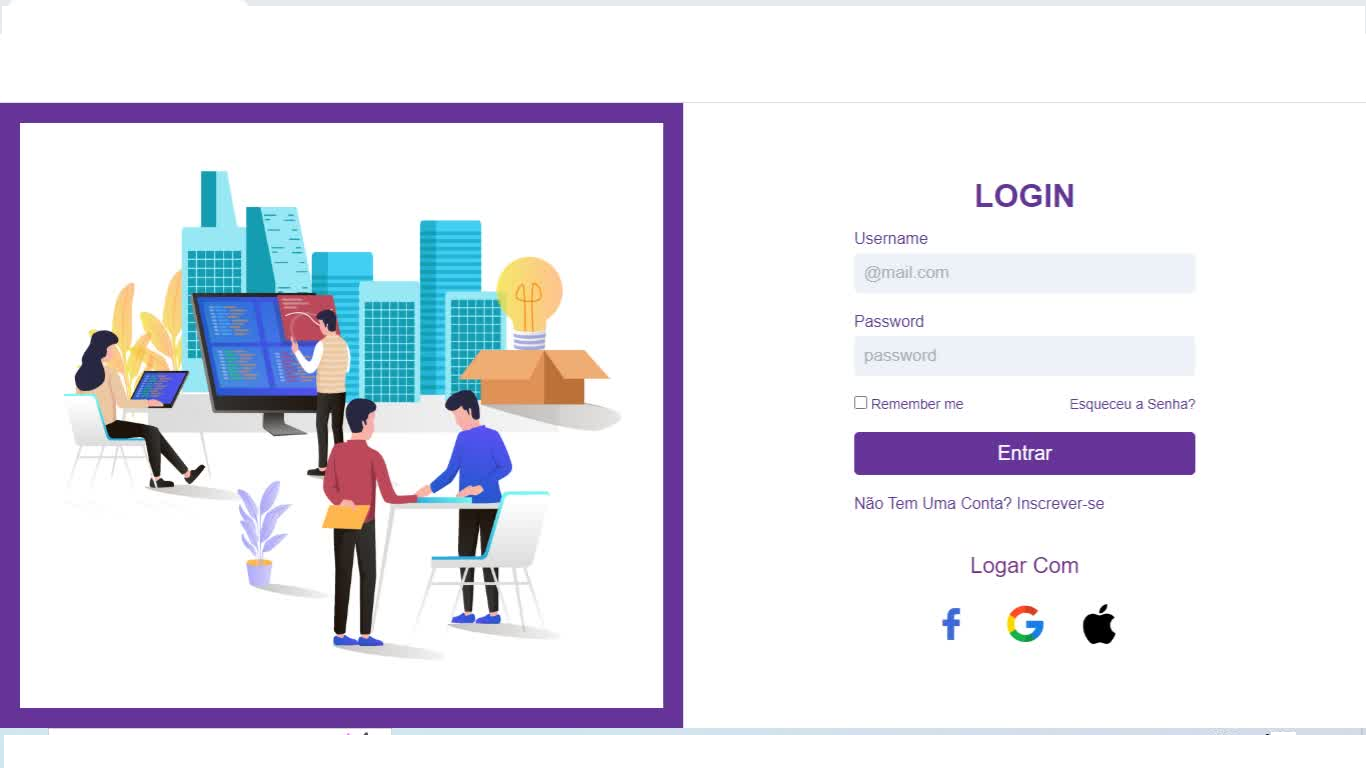 LOGIN
Username
@mail.com
Password
password
Remember me
Esqueceu a Senha?
Entrar
Não Tem Uma Conta? Inscrever-se
Logar Com